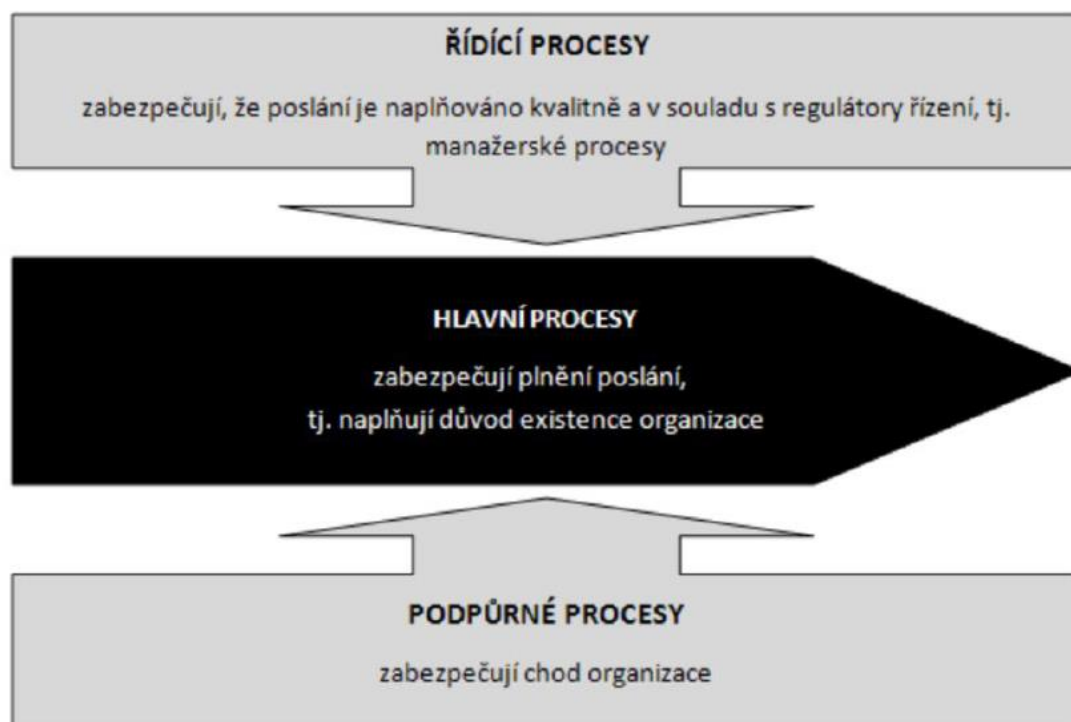 ŘÍDÍCÍ PROCESY
zabezpečují, že poslání je naplňováno kvalitně a v souladu s regulátory řízení, tj.
manažerské procesy
HLAVNÍ PROCESY
zabezpečují plnění poslání,
tj. naplňují důvod existence organizace
PODPŮRNÉ PROCESY
zabezpečují chod organizace